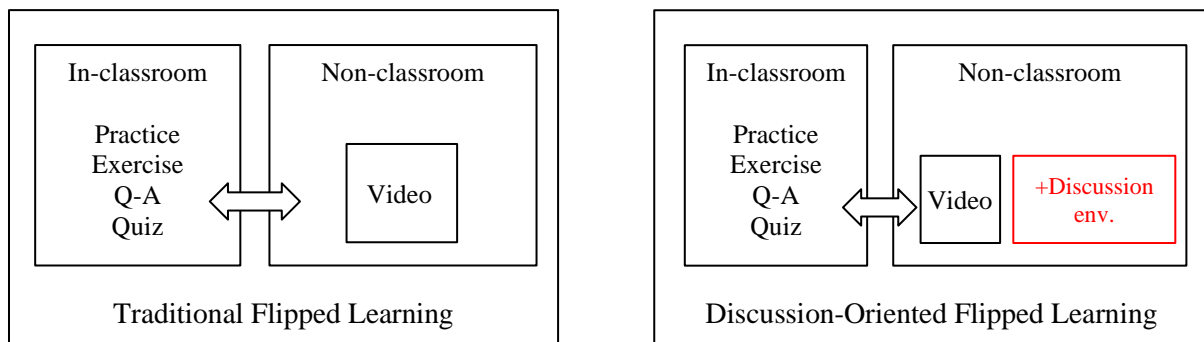 In-classroom
Practice
Exercise
Q-A
Quiz
Non-classroom
Video
Traditional Flipped Learning
In-classroom
Practice
Exercise
Q-A
Quiz
Non-classroom
Video
+Discussion
env.
Discussion-Oriented Flipped Learning